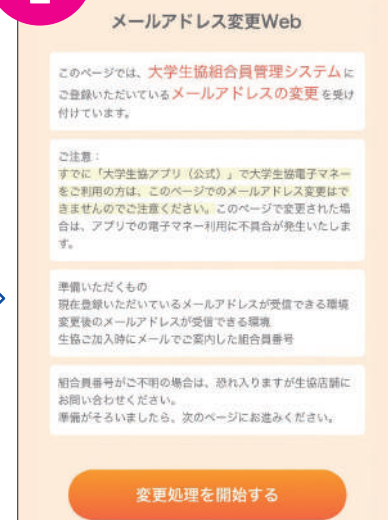 メールアドレス変更Web
このページでは、大学生協組合員管理システムに
ご登録いただいているメールアドレスの変更を受け
付けています。
ご注意：
すでに「大学生協アプリ（公式）」で大学生協電子マネー
をご利用の方は、このページでのメールアドレス変更はで
きませんのでご注意ください。このページで変更された場
合は、アプリでの電子マネー利用に不具合が発生いたしま
す。
準備いただくもの
現在登録いただいているメールアドレスが受信できる環境
変更後のメールアドレスが受信できる環境
生協ご加入時にメールでご案内した組合員番号
組合員番号がご不明の場合は、恐れ入りますが生協店舗に
お問い合わせください。
準備がそろいましたら、次のページにお進みください。
変更処理を開始する